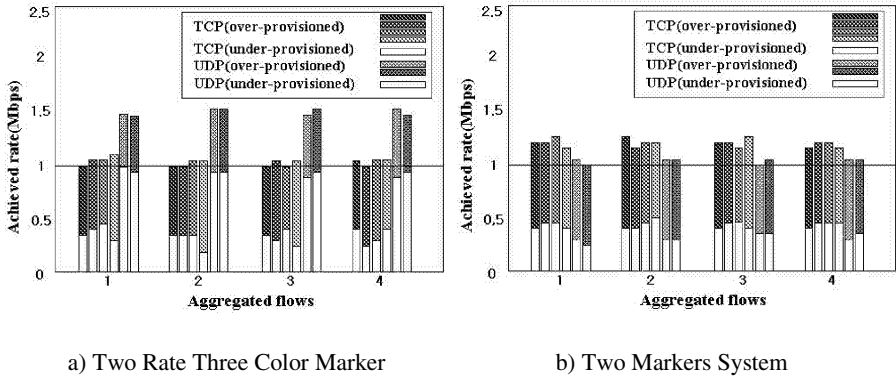 2.5
2
1.5
1
0.5
0
Achieved rate(Mbps)
TCP(over-provisioned)
TCP(under-provisioned)
UDP(over-provisioned)
UDP(under-provisioned)
1 2 3 4
Aggregated flows
a) Two Rate Three Color Marker
2.5
2
1.5
1
0,5
0
Achieved rate(Mbps)
TCP(over-provisioned)
TCP(under-provisioned)
UDP(over-provisioned)
UDP(under-provisioned)
1 2 3 4
Aggregated flows
b) Two Markers System